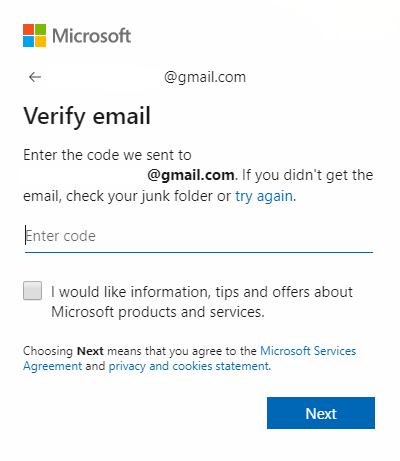 Microsoft
@gmail.com
Verify email
Enter the code we sent to
@gmail.com. If you didn't get the
email, check your junk folder or try again.
Enter code
I would like information, tips and offers about
Microsoft products and services.
Choosing Next means that you agree to the Microsoft Services
Agreement and privacy and cookies statement.
Next